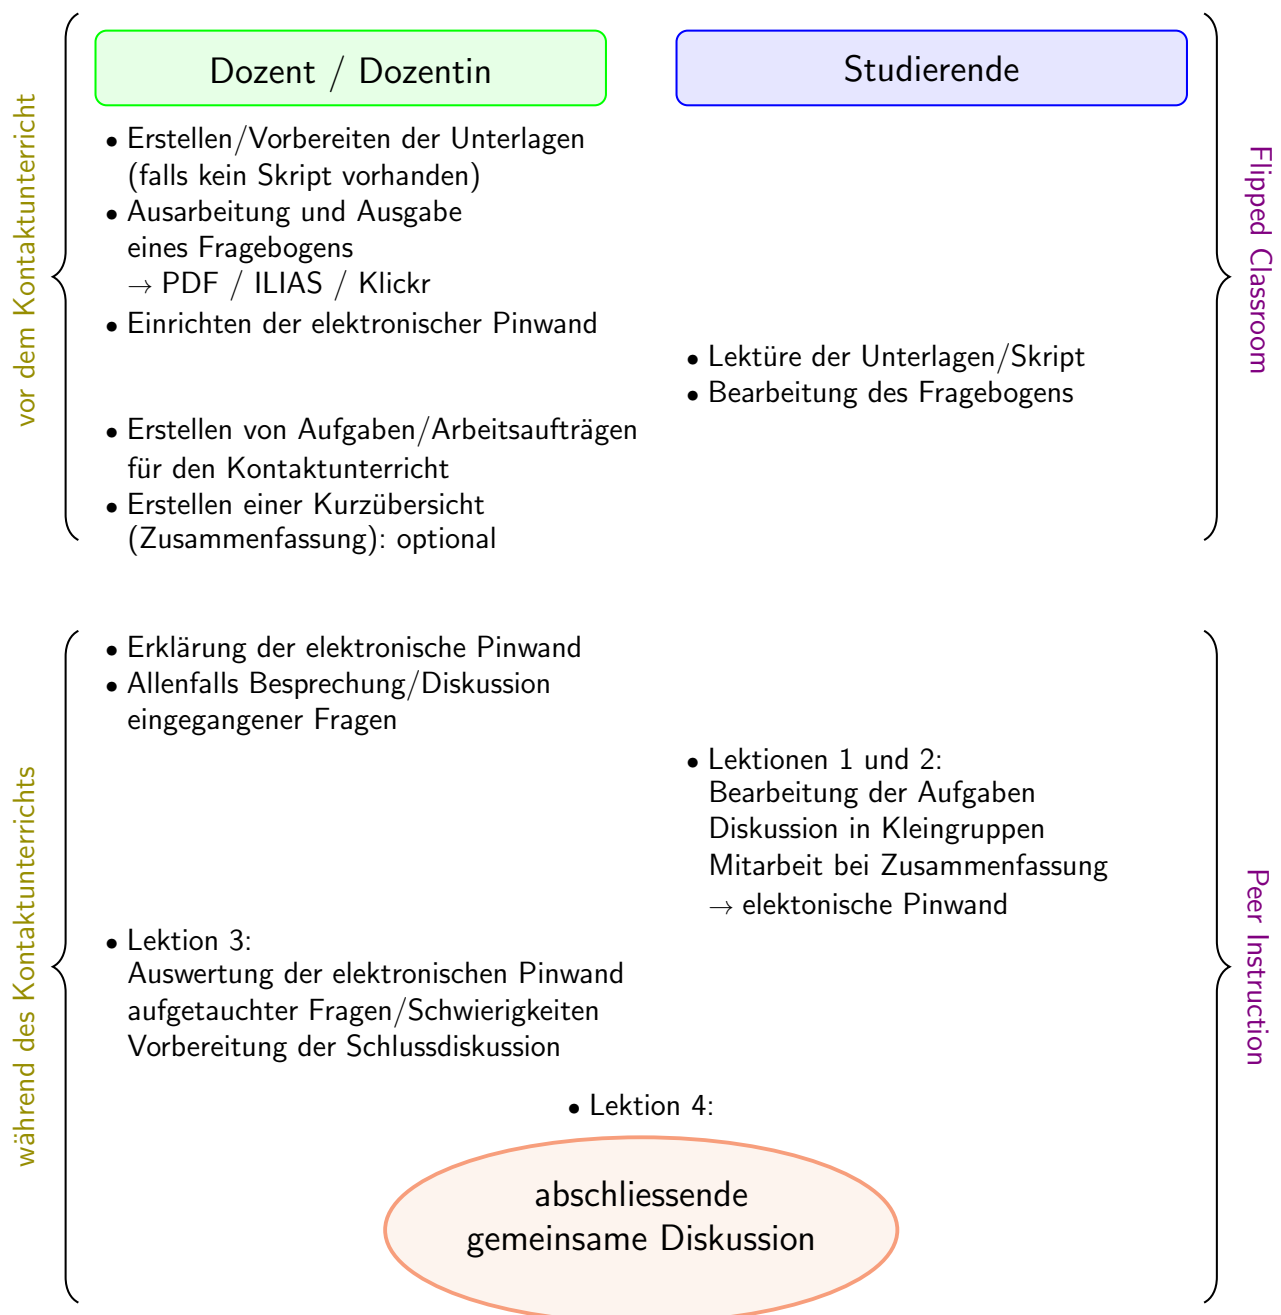 Dozent / Dozentin
Studierende
vor dem Kontaktunterricht
• Erstellen/Vorbereiten der Unterlagen
(falls kein Skript vorhanden)
• Ausarbeitung und Ausgabe
eines Fragebogens
→ PDF / ILIAS / Klickr
• Einrichten der elektronischer Pinwand
• Lektüre der Unterlagen/Skript
• Bearbeitung des Fragebogens
• Erstellen von Aufgaben/Arbeitsaufträgen
für den Kontaktunterricht
• Erstellen einer Kurzübersicht
(Zusammenfassung): optional
Flipped Classroom
während des Kontaktunterrichts
• Erklärung der elektronische Pinwand
• Allenfalls Besprechung/Diskussion
eingegangener Fragen
• Lektionen 1 und 2:
Bearbeitung der Aufgaben
Diskussion in Kleingruppen
Mitarbeit bei Zusammenfassung
→ elektonische Pinwand
• Lektion 3:
Auswertung der elektronischen Pinwand
aufgetauchter Fragen/Schwierigkeiten
Vorbereitung der Schlussdiskussion
Peer Instruction
• Lektion 4:
abschliessende
gemeinsame Diskussion